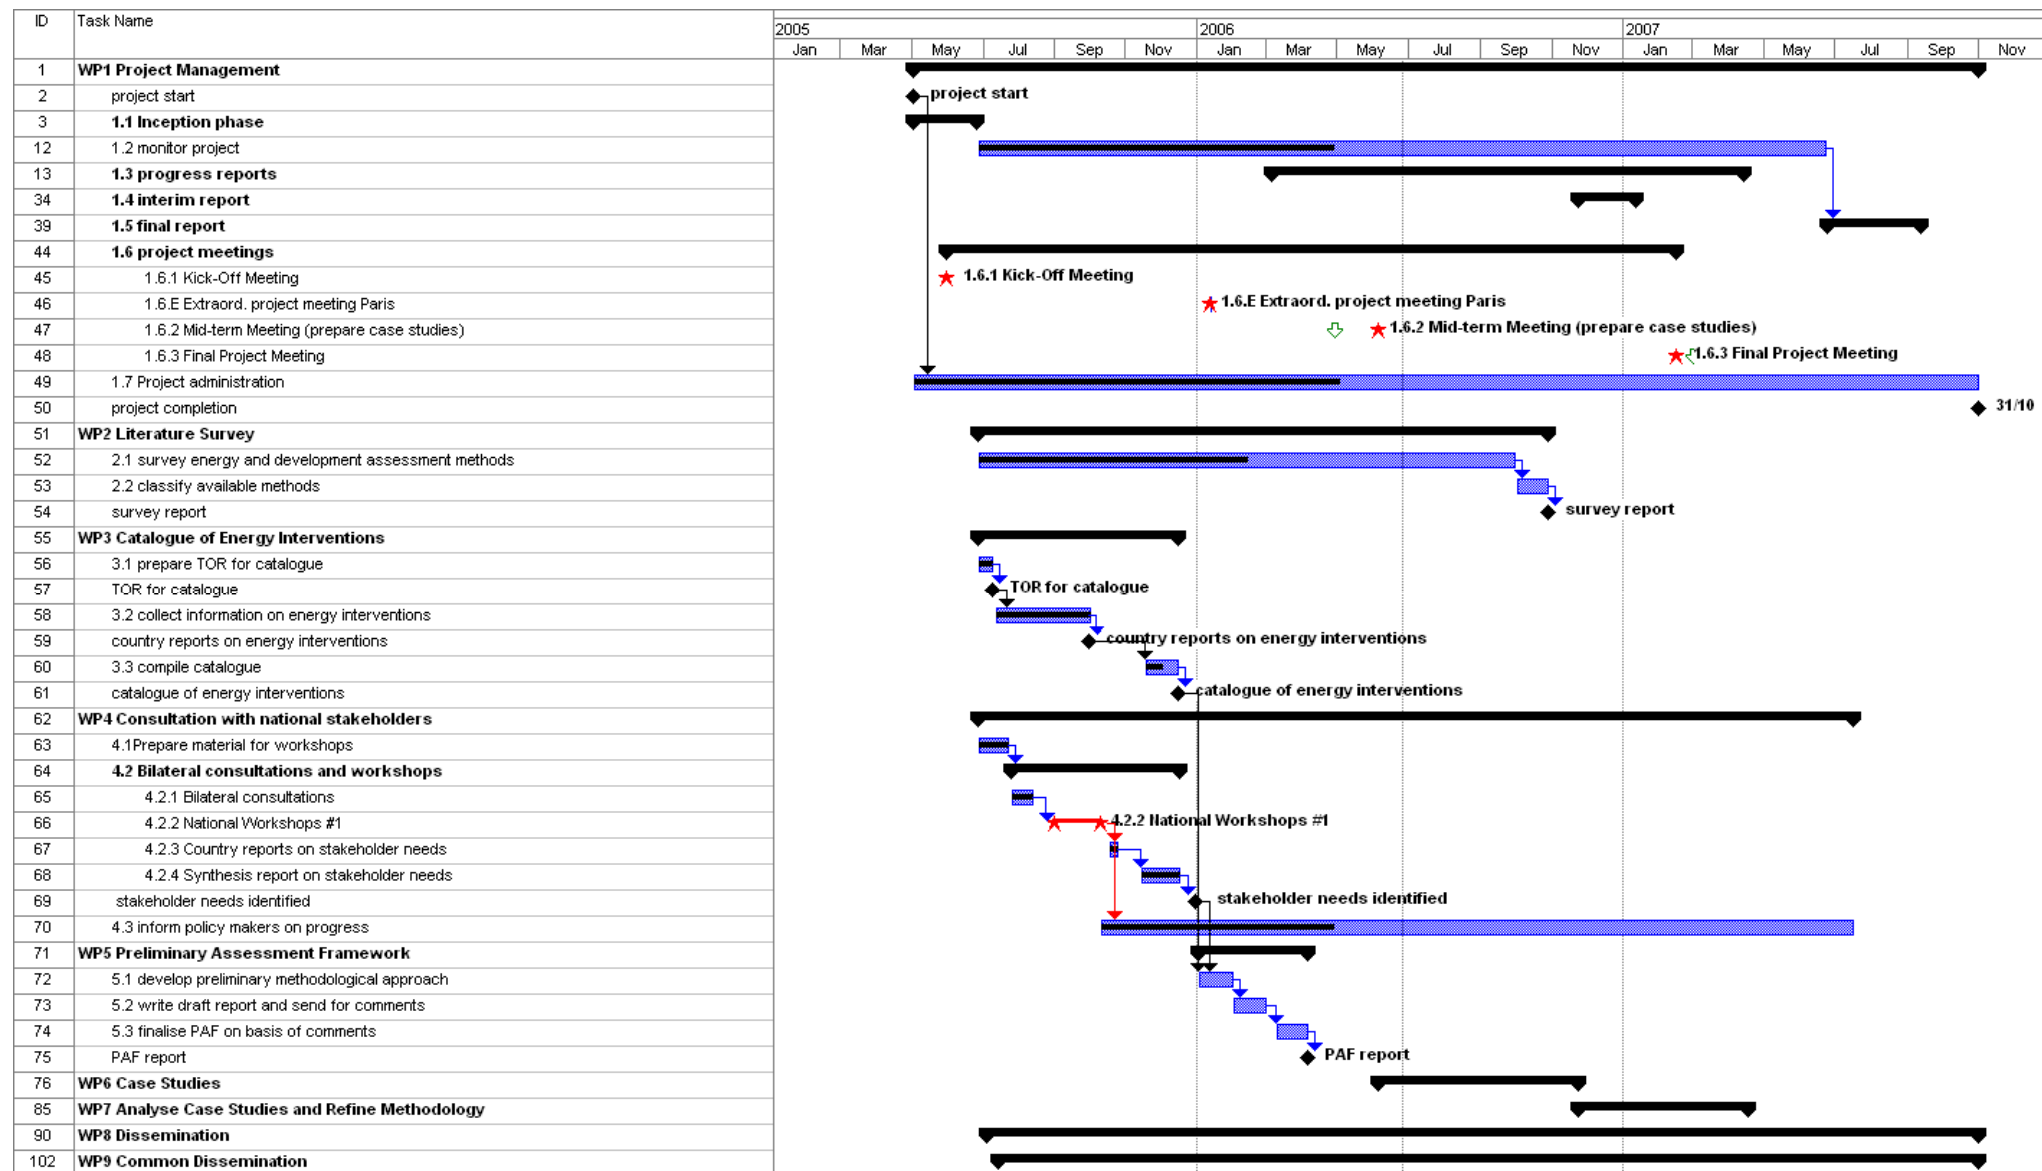 ID Task Name
2005 2006 2007
Jan Mar May Jul Sep Nov Jan Mar May Jul Sep Nov Jan Mar May Jul Sep Nov
1 WP1 Project Management
2 project start project start
3 1.1 Inception phase
12 1.2 monitor project
13 1.3 progress reports
34 1.4 interim report
39 1.5 final report
44 1.6 project meetings
45 1.6.1 Kick-Off Meeting 1.6.1 Kick-Off Meeting
46 1.6.E Extraord. project meeting Paris 1.6.E Extraord. project meeting Paris
47 1.6.2 Mid-term Meeting (prepare case studies) 1.6.2 Mid-term Meeting (prepare case studies)
48 1.6.3 Final Project Meeting 1.6.3 Final Project Meeting
49 1.7 Project administration
50 project completion 31/10
51 WP2 Literature Survey
52 2.1 survey energy and development assessment methods
53 2.2 classify available methods
54 survey report survey report
55 WP3 Catalogue of Energy Interventions
56 3.1 prepare TOR for catalogue
57 TOR for catalogue TOR for catalogue
58 3.2 collect information on energy interventions
59 country reports on energy interventions country reports on energy interventions
60 3.3 compile catalogue
61 catalogue of energy interventions catalogue of energy interventions
62 WP4 Consultation with national stakeholders
63 4.1Prepare material for workshops
64 4.2 Bilateral consultations and workshops
65 4.2.1 Bilateral consultations
66 4.2.2 National Workshops #1 4.2.2 National Workshops #1
67 4.2.3 Country reports on stakeholder needs
68 4.2.4 Synthesis report on stakeholder needs
69 stakeholder needs identified stakeholder needs identified
70 4.3 inform policy makers on progress
71 WP5 Preliminary Assessment Framework
72 5.1 develop preliminary methodological approach
73 5.2 write draft report and send for comments
74 5.3 finalise PAF on basis of comments
75 PAF report PAF report
76 WP6 Case Studies
85 WP7 Analyse Case Studies and Refine Methodology
90 WP8 Dissemination
102 WP9 Common Dissemination